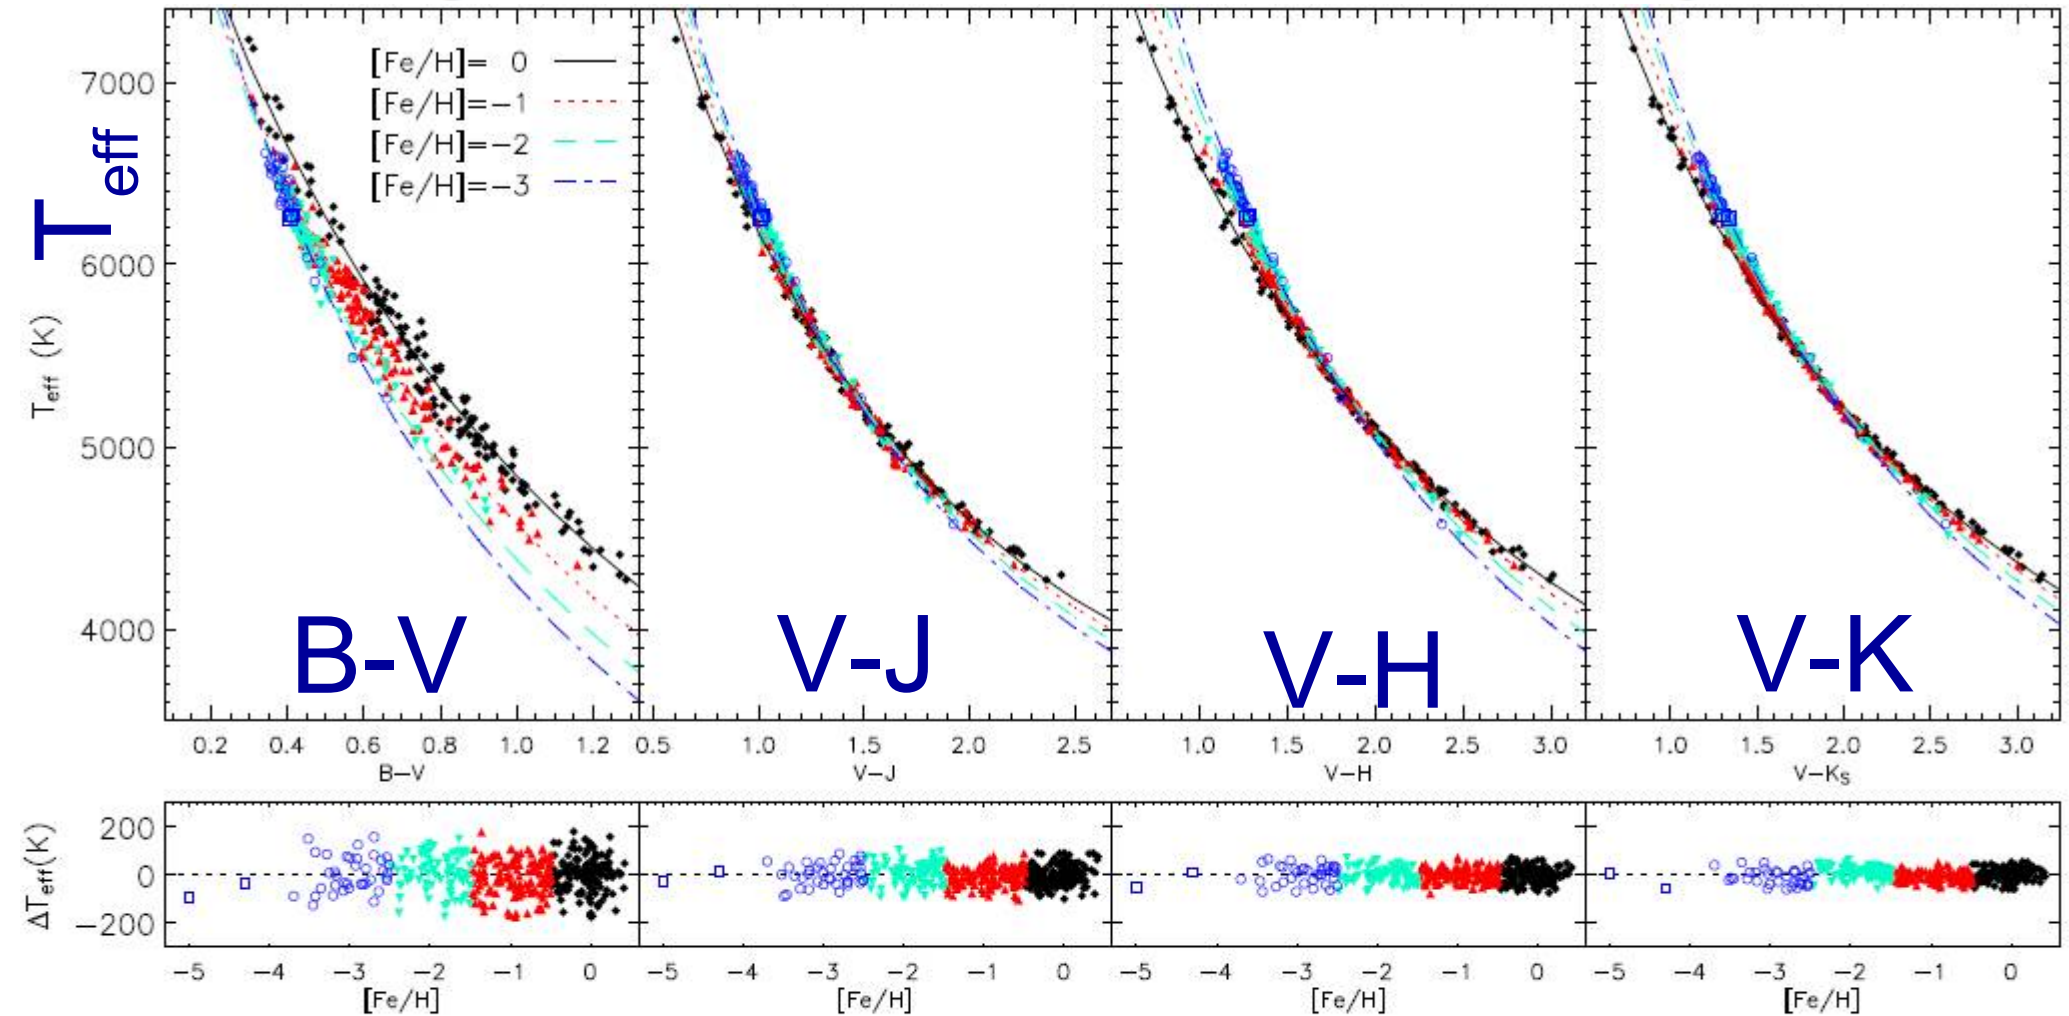 [Fe/H]= 0
[Fe/H]=−1
[Fe/H]=−2
[Fe/H]=−3
7000
6000
5000
4000
Teff
Teff (K)
B-V
V-J
V-H
V-K
0.2 0.4 0.6 0.8 1.0 1.2
0.5 1.0 1.5 2.0 2.5
1.0 1.5 2.0 2.5 3.0
1.0 1.5 2.0 2.5 3.0
B−V
V−J
V−H
V−KS
200
0
−200
ΔTeff(K)
−5 −4 −3 −2 −1 0
−5 −4 −3 −2 −1 0
−5 −4 −3 −2 −1 0
−5 −4 −3 −2 −1 0
[Fe/H]
[Fe/H]
[Fe/H]
[Fe/H]